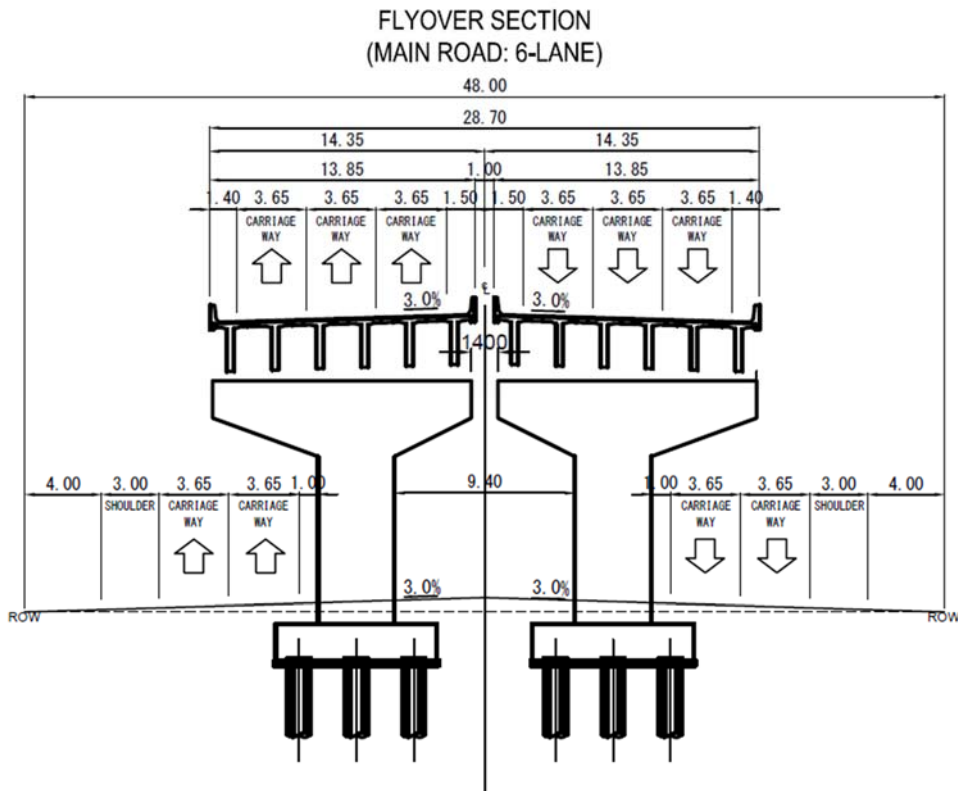 FLYOVER SECTION
(MAIN ROAD: 6-LANE)
48.00
28.70
14.35 14.35
13.85 1.00 13.85
1.40 3.65 3.65 3.65 1.50 1.50 3.65 3.65 3.65 1.40
CARRIAGE CARRIAGE CARRIAGE CARRIAGE CARRIAGE CARRIAGE
WAY WAY WAY WAY WAY WAY
℄
3.0% 3.0%
1400
4.00 3.00 3.65 3.65 1.00 9.40 1.00 3.65 3.65 3.00 4.00
SHOULDER CARRIAGE CARRIAGE CARRIAGE CARRIAGE SHOULDER
WAY WAY WAY WAY
3.0% 3.0%
ROW ROW